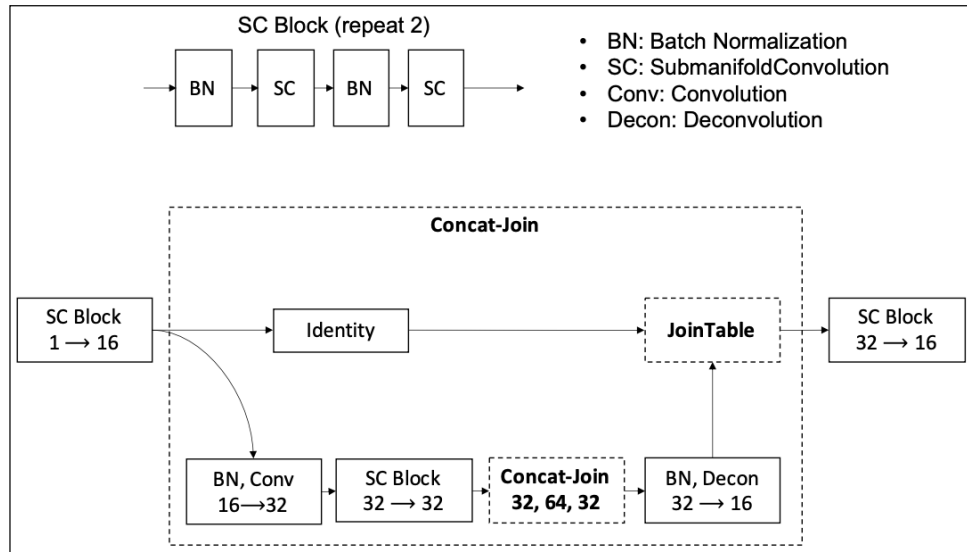 SC Block (repeat 2)
BN
SC
BN
SC
• BN: Batch Normalization
• SC: SubmanifoldConvolution
• Conv: Convolution
• Decon: Deconvolution
Concat-Join
SC Block
1 ⟶ 16
Identity
JoinTable
SC Block
32 ⟶ 16
BN, Conv
16⟶32
SC Block
32 ⟶ 32
Concat-Join
32, 64, 32
BN, Decon
32 ⟶ 16